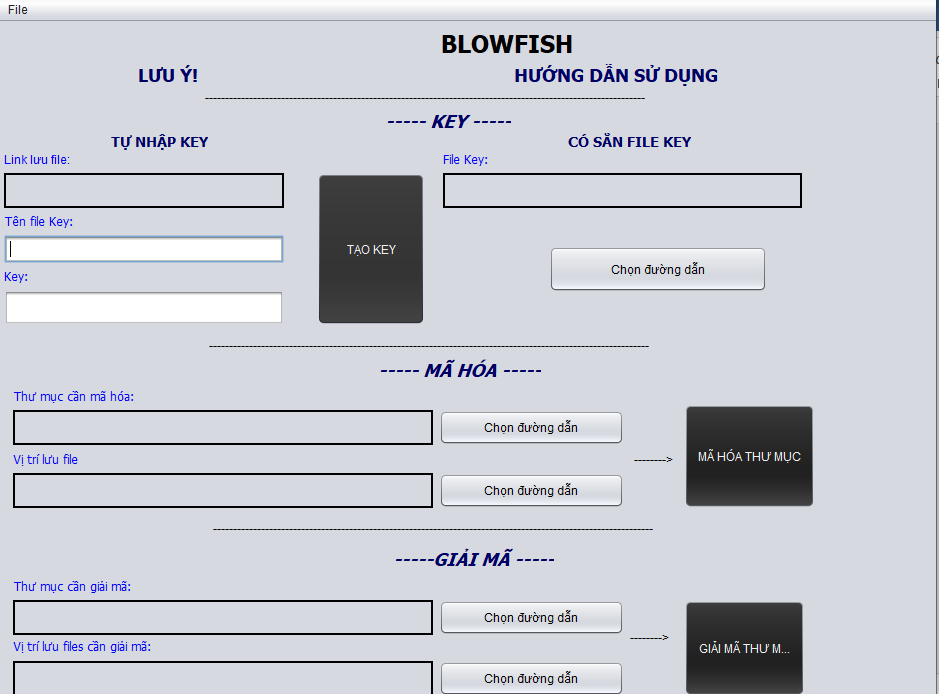 File
BLOWFISH
LƯU Ý!
HƯỚNG DẪN SỬ DỤNG
----- KEY -----
TỰ NHẬP KEY
CÓ SẴN FILE KEY
Link lưu file:
File Key:
Tên file Key:
TẠO KEY
Chọn đường dẫn
Key:
----- MÃ HÓA -----
Thư mục cần mã hóa:
Chọn đường dẫn
Vị trí lưu file
-------->
MÃ HÓA THƯ MỤC
Chọn đường dẫn
-----GIẢI MÃ -----
Thư mục cần giải mã:
Chọn đường dẫn
-------->
GIẢI MÃ THƯ M...
Vị trí lưu files cần giải mã:
Chọn đường dẫn